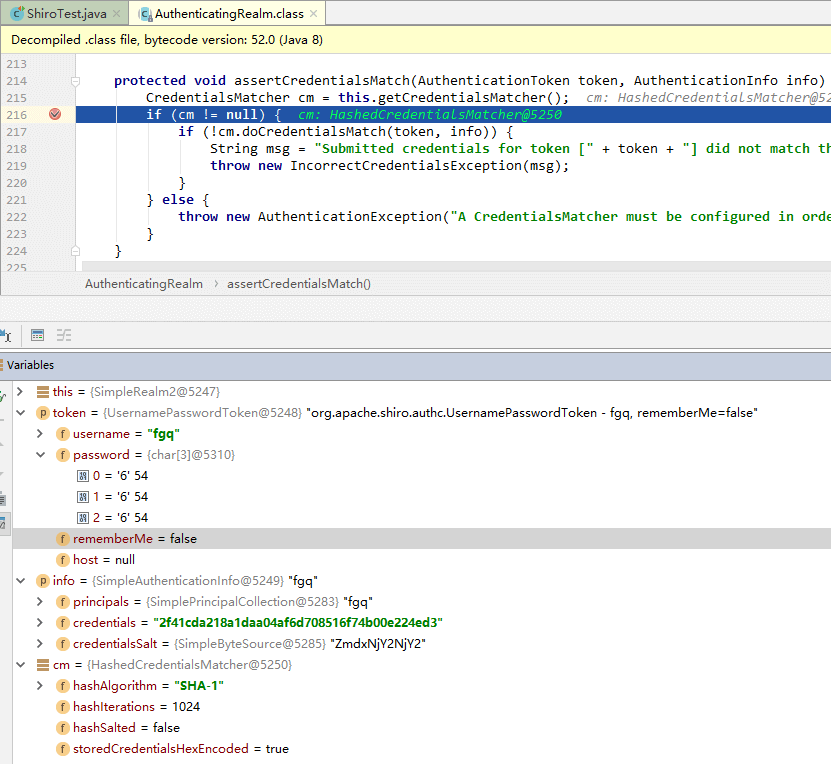 ShiroTest.java × AuthenticatingRealm.class ×
Decompiled .class file, bytecode version: 52.0 (Java 8)
213
214 protected void assertCredentialsMatch(AuthenticationToken token, AuthenticationInfo info)
215 CredentialsMatcher cm = this.getCredentialsMatcher(); cm: HashedCredentialsMatcher@52
216 if (cm != null) { cm: HashedCredentialsMatcher@5250
217 if (!cm.doCredentialsMatch(token, info)) {
218 String msg = "Submitted credentials for token [" + token + "] did not match th
219 throw new IncorrectCredentialsException(msg);
220 }
221 } else {
222 throw new AuthenticationException("A CredentialsMatcher must be configured in orde
223 }
224 }
225
AuthenticatingRealm › assertCredentialsMatch()
Variables
this = {SimpleRealm2@5247}
p token = {UsernamePasswordToken@5248} "org.apache.shiro.authc.UsernamePasswordToken - fgq, rememberMe=false"
f username = "fgq"
f password = {char[3]@5310}
0 = '6' 54
1 = '6' 54
2 = '6' 54
f rememberMe = false
f host = null
p info = {SimpleAuthenticationInfo@5249} "fgq"
f principals = {SimplePrincipalCollection@5283} "fgq"
f credentials = "2f41cda218a1daa04af6d708516f74b00e224ed3"
f credentialsSalt = {SimpleByteSource@5285} "ZmdxNjY2NjY2"
cm = {HashedCredentialsMatcher@5250}
f hashAlgorithm = "SHA-1"
f hashIterations = 1024
f hashSalted = false
f storedCredentialsHexEncoded = true